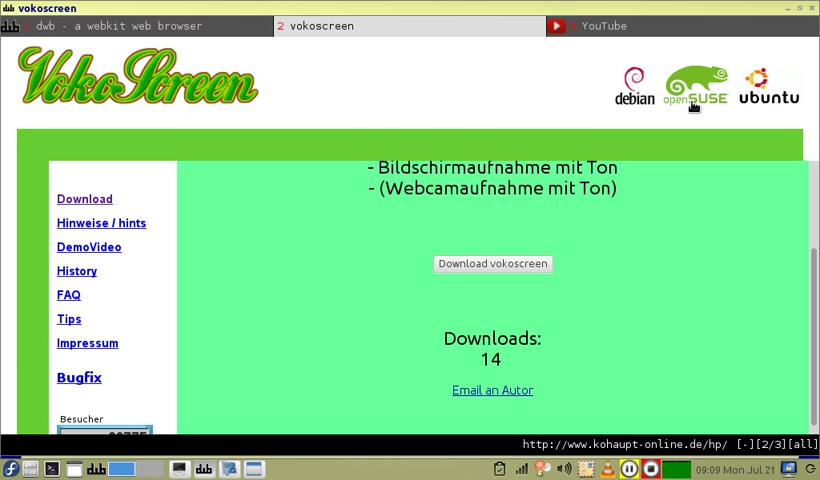 vokoscreen
1 dwb - a webkit web browser
2 vokoscreen
YouTube
VokoScreen
debian
openSUSE
ubuntu
- Bildschirmaufnahme mit Ton
- (Webcamaufnahme mit Ton)
Download
Hinweise / hints
DemoVideo
History
FAQ
Tips
Impressum
Bugfix
Besucher
Download vokoscreen
Downloads:
14
Email an Autor
http://www.kohaupt-online.de/hp/ [-][2/3][all]
09:09 Mon Jul 21